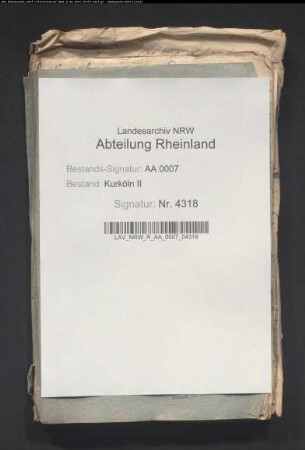 Landesarchiv NRW
Abteilung Rheinland
Bestands-Signatur: AA 0007
Bestand: Kurköln II
Signatur: Nr. 4318
LAV_NRW_R_AA_0007_04318